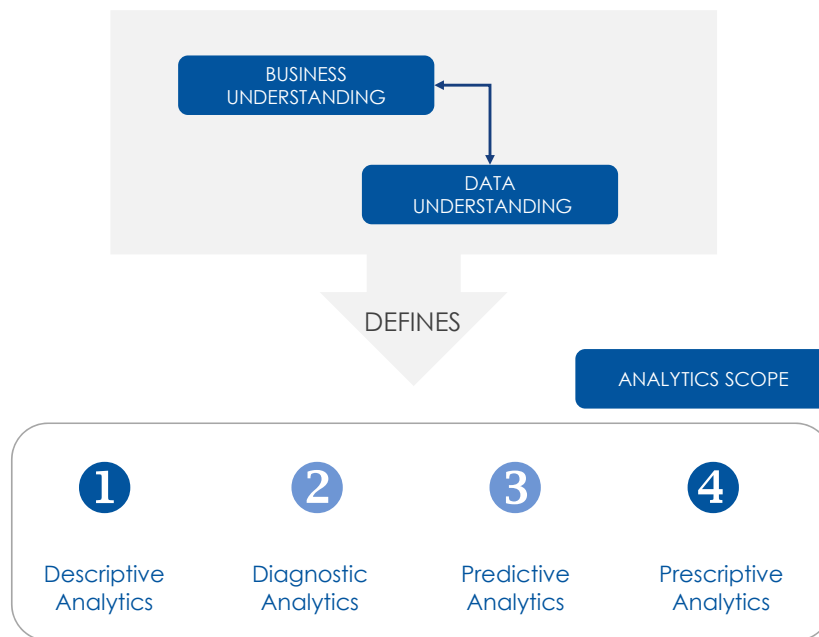 BUSINESS
UNDERSTANDING
DATA
UNDERSTANDING
DEFINES
ANALYTICS SCOPE
1
2
3
4
Descriptive
Analytics
Diagnostic
Analytics
Predictive
Analytics
Prescriptive
Analytics